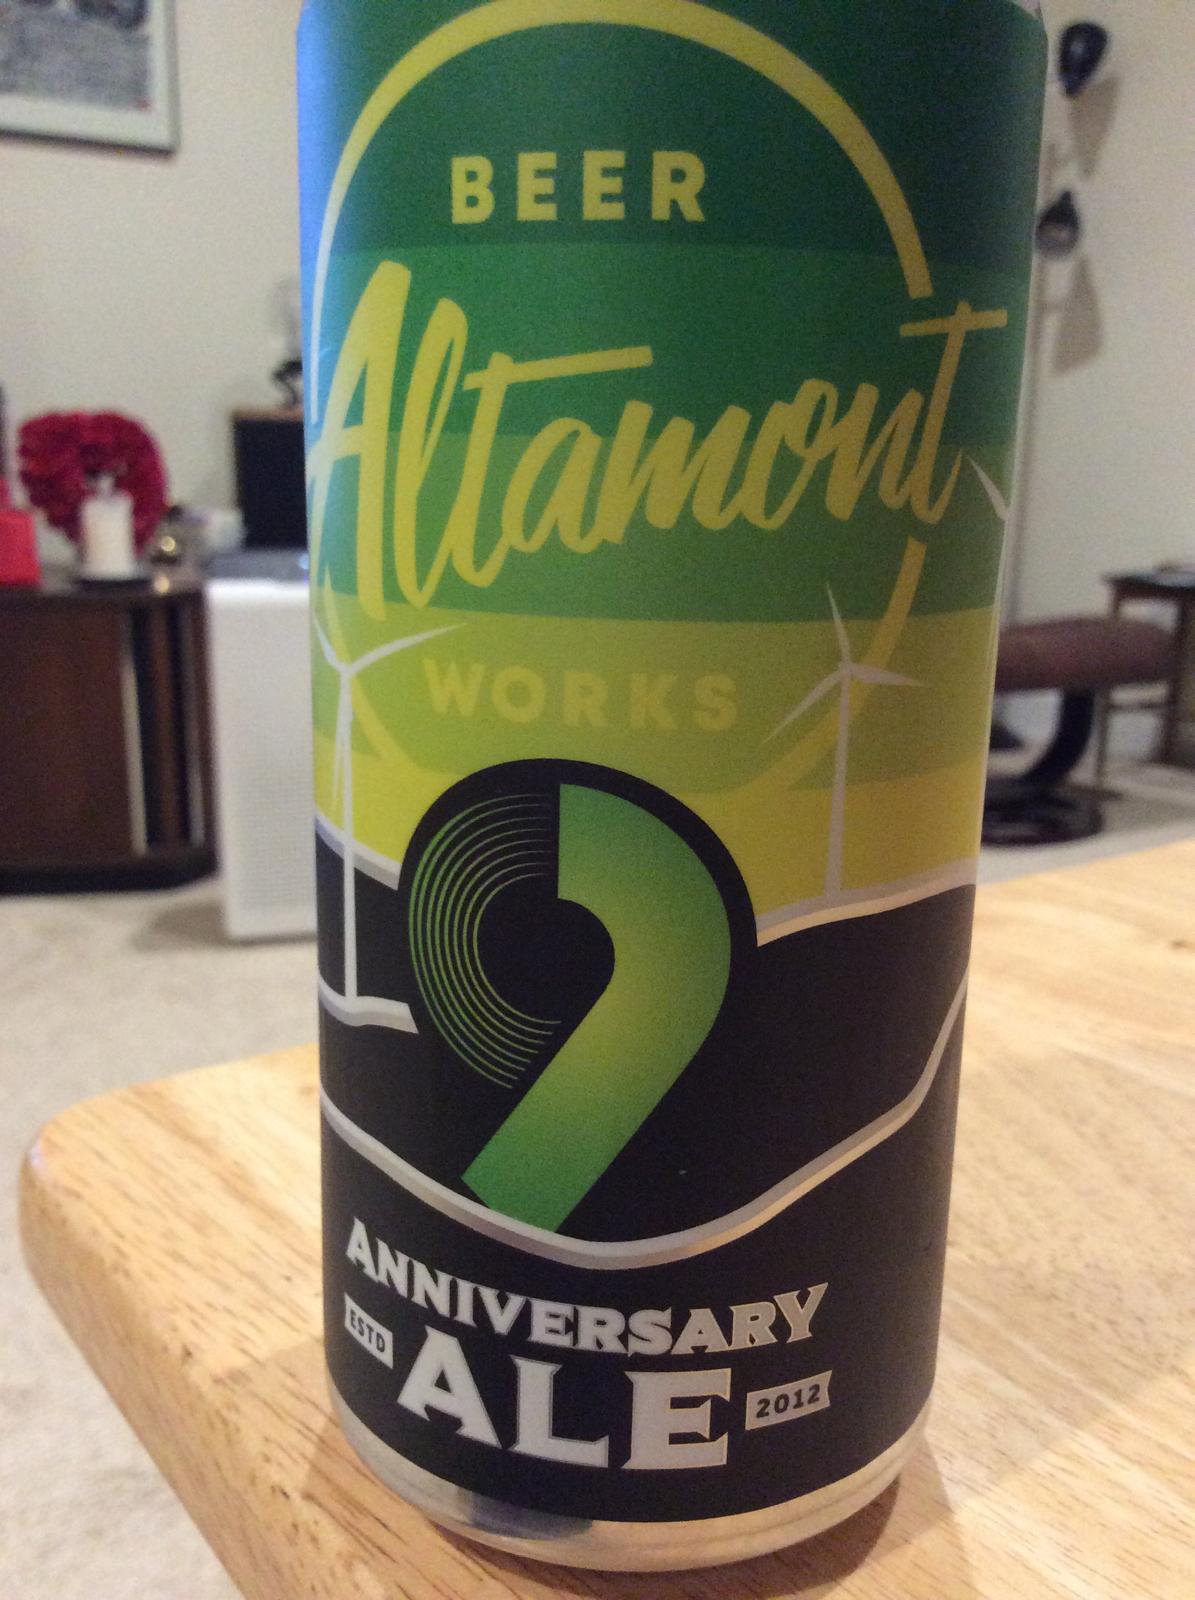 BEER
Altamont
WORKS
9
ANNIVERSARY
ESTD
ALE
2012